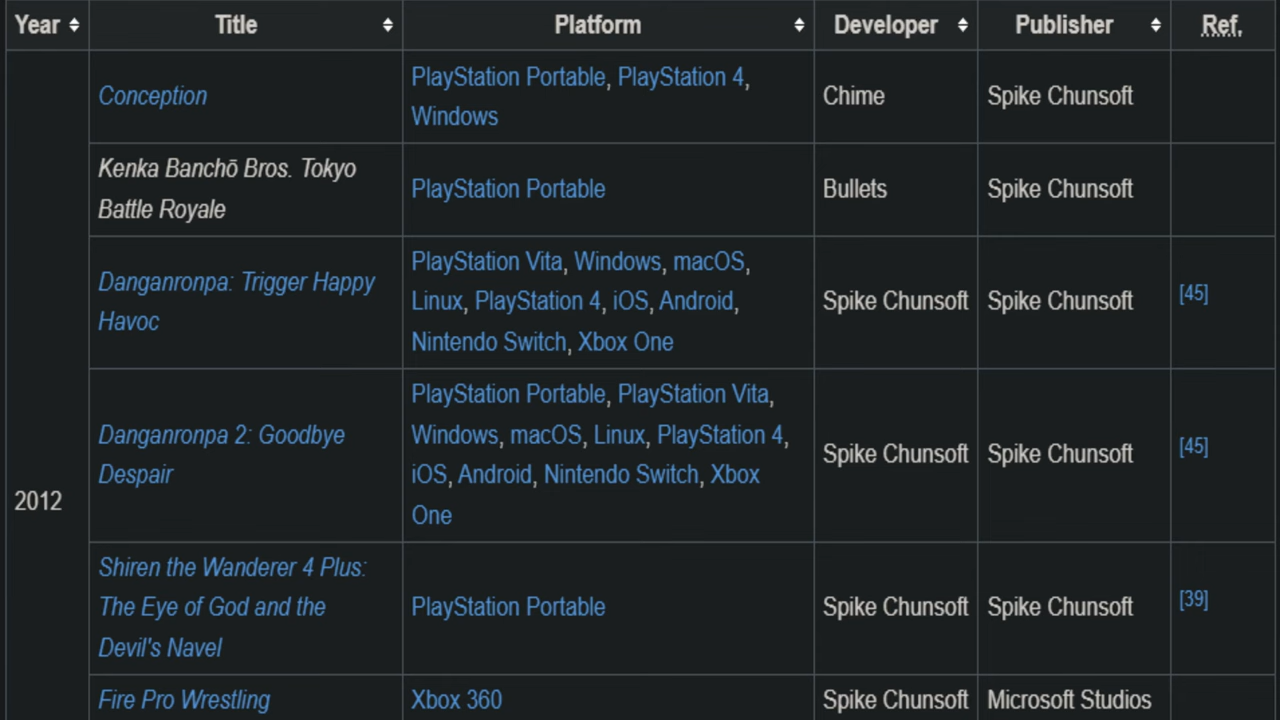 Year Title Platform Developer Publisher Ref.
Conception
PlayStation Portable, PlayStation 4,
Windows
Chime
Spike Chunsoft
Kenka Banchō Bros. Tokyo
Battle Royale
PlayStation Portable
Bullets
Spike Chunsoft
Danganronpa: Trigger Happy
Havoc
PlayStation Vita, Windows, macOS,
Linux, PlayStation 4, iOS, Android,
Nintendo Switch, Xbox One
Spike Chunsoft
Spike Chunsoft
[45]
Danganronpa 2: Goodbye
Despair
PlayStation Portable, PlayStation Vita,
Windows, macOS, Linux, PlayStation 4,
iOS, Android, Nintendo Switch, Xbox
One
Spike Chunsoft
Spike Chunsoft
[45]
2012
Shiren the Wanderer 4 Plus:
The Eye of God and the
Devil's Navel
PlayStation Portable
Spike Chunsoft
Spike Chunsoft
[39]
Fire Pro Wrestling
Xbox 360
Spike Chunsoft
Microsoft Studios